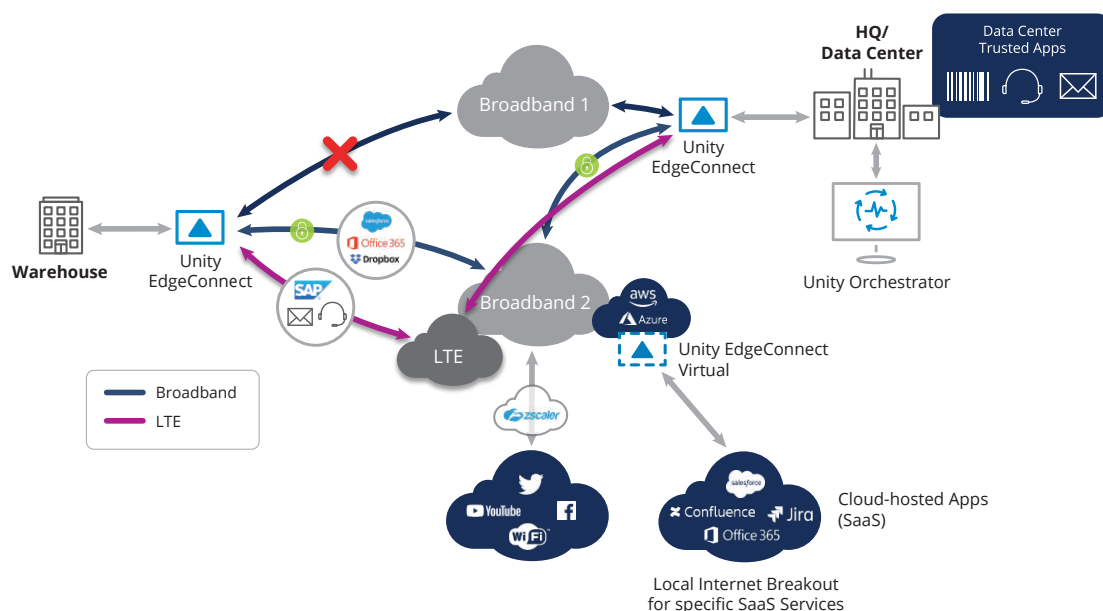 HQ/
Data Center
Data Center
Trusted Apps
Broadband 1
Unity
EdgeConnect
salesforce
Office 365
Dropbox
Warehouse
Unity
EdgeConnect
SAP
Unity Orchestrator
Broadband 2
aws
Azure
LTE
Unity EdgeConnect
Virtual
Broadband
LTE
zscaler
YouTube
WiFi
salesforce
Confluence
Jira
Office 365
Cloud-hosted Apps
(SaaS)
Local Internet Breakout
for specific SaaS Services